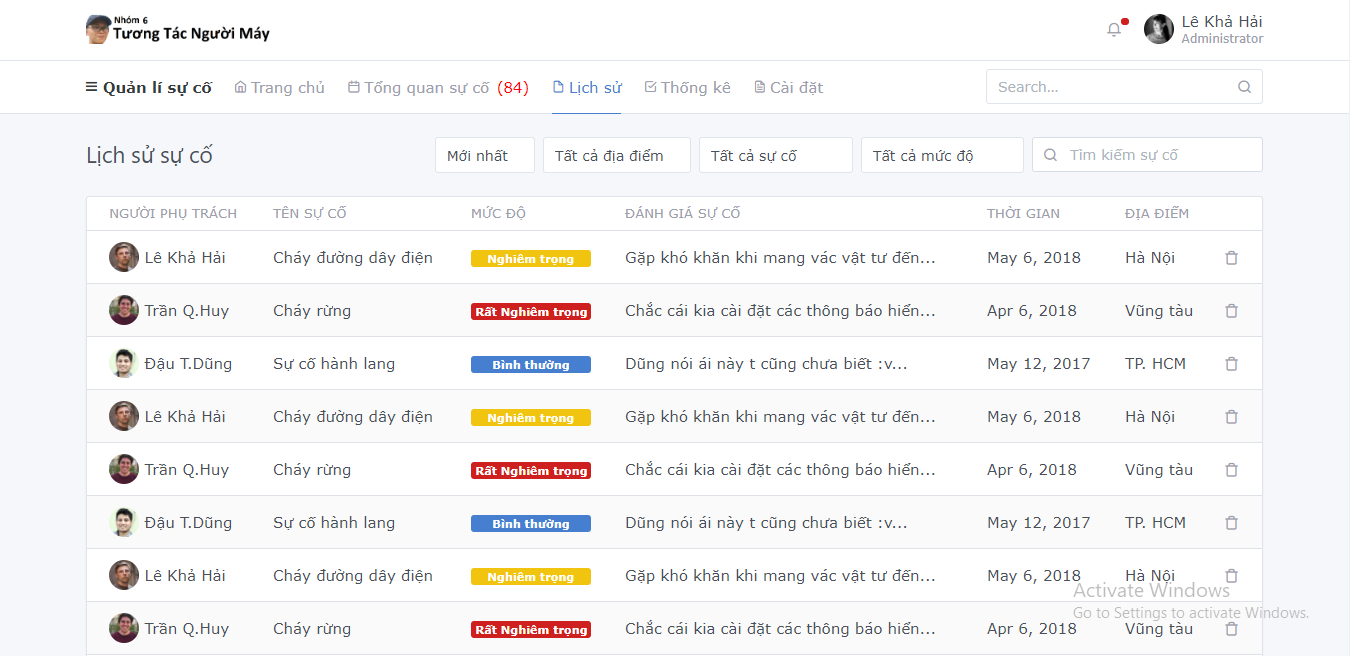 Nhóm 6
Tương Tác Người Máy
Lê Khả Hải
Administrator
Quản lí sự cố Trang chủ Tổng quan sự cố (84) Lịch sử Thống kê Cài đặt Search...
Lịch sử sự cố Mới nhất Tất cả địa điểm Tất cả sự cố Tất cả mức độ Tìm kiếm sự cố
NGƯỜI PHỤ TRÁCH TÊN SỰ CỐ MỨC ĐỘ ĐÁNH GIÁ SỰ CỐ THỜI GIAN ĐỊA ĐIỂM
Lê Khả Hải Cháy đường dây điện Nghiêm trọng Gặp khó khăn khi mang vác vật tư đến... May 6, 2018 Hà Nội
Trần Q.Huy Cháy rừng Rất Nghiêm trọng Chắc cái kia cài đặt các thông báo hiển... Apr 6, 2018 Vũng tàu
Đậu T.Dũng Sự cố hành lang Bình thường Dũng nói ái này t cũng chưa biết :v... May 12, 2017 TP. HCM
Lê Khả Hải Cháy đường dây điện Nghiêm trọng Gặp khó khăn khi mang vác vật tư đến... May 6, 2018 Hà Nội
Trần Q.Huy Cháy rừng Rất Nghiêm trọng Chắc cái kia cài đặt các thông báo hiển... Apr 6, 2018 Vũng tàu
Đậu T.Dũng Sự cố hành lang Bình thường Dũng nói ái này t cũng chưa biết :v... May 12, 2017 TP. HCM
Lê Khả Hải Cháy đường dây điện Nghiêm trọng Gặp khó khăn khi mang vác vật tư đến... May 6, 2018 Hà Nội
Activate Windows
Go to Settings to activate Windows.
Trần Q.Huy Cháy rừng Rất Nghiêm trọng Chắc cái kia cài đặt các thông báo hiển... Apr 6, 2018 Vũng tàu